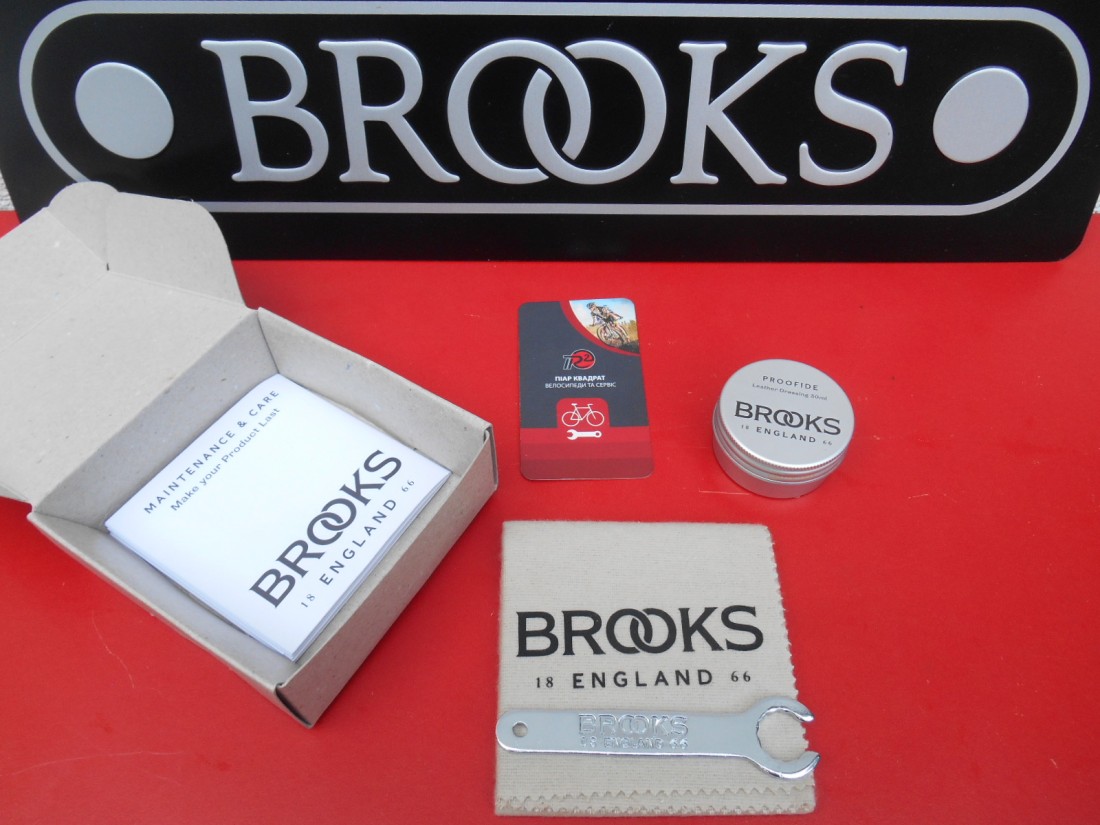 BROOKS
MAINTENANCE & CARE
Make your Product Last
BROOKS
18 ENGLAND 66
ПР2
ПІАР КВАДРАТ
ВЕЛОСИПЕДИ ТА СЕРВІС
PROOFIDE
Leather Dressing 30ml
BROOKS
18 ENGLAND 66
BROOKS
18 ENGLAND 66
BROOKS
18 ENGLAND 66